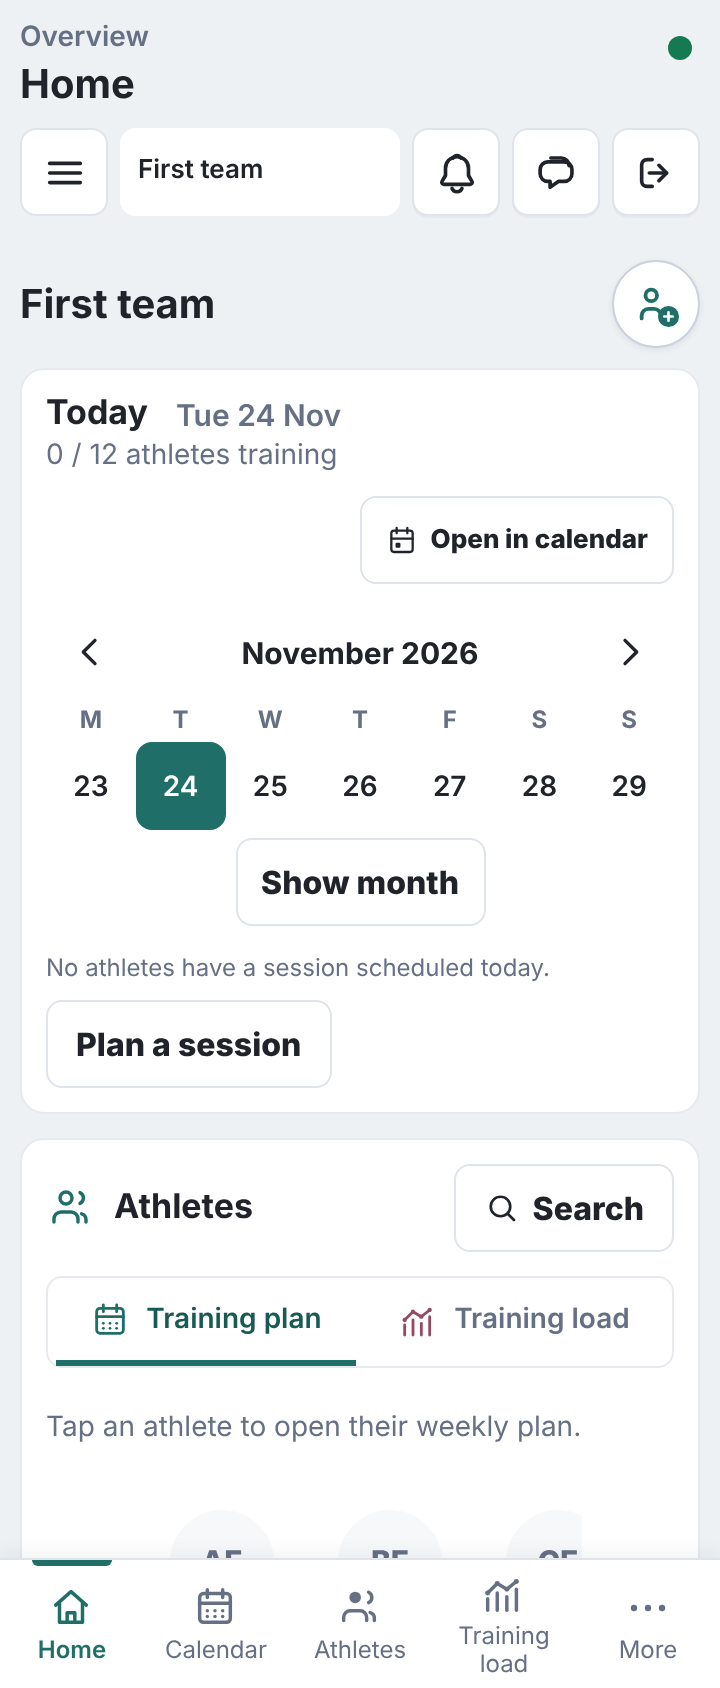 Overview
Home
First team
First team
Today Tue 24 Nov
0 / 12 athletes training
Open in calendar
November 2026
M T W T F S S
23 24 25 26 27 28 29
Show month
No athletes have a session scheduled today.
Plan a session
Athletes
Search
Training plan
Training load
Tap an athlete to open their weekly plan.
Home
Calendar
Athletes
Training
load
More